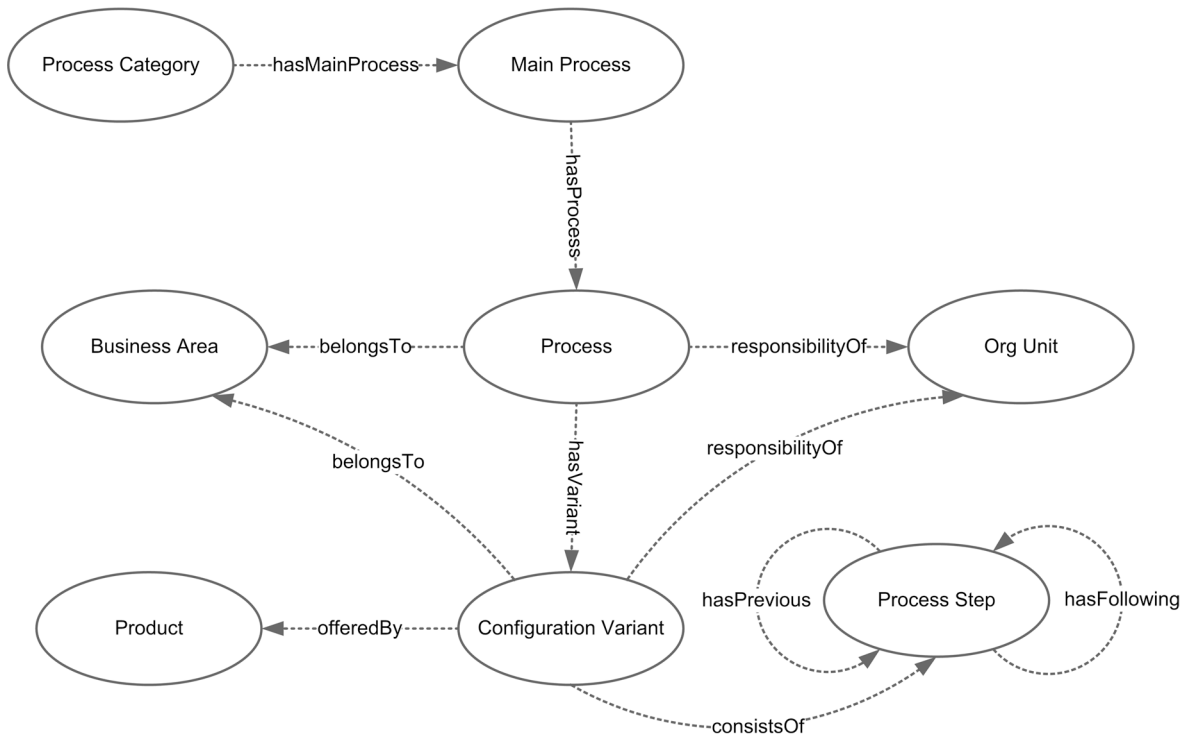 Process Category
hasMainProcess
Main Process
hasProcess
Business Area
belongsTo
Process
responsibilityOf
Org Unit
belongsTo
hasVariant
responsibilityOf
Product
offeredBy
Configuration Variant
hasPrevious
Process Step
hasFollowing
consistsOf